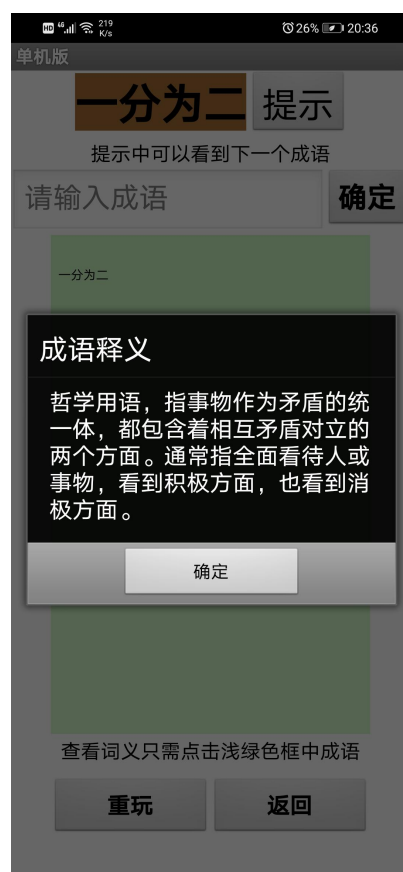 HD 46 219 K/s 26% 20:36
单机版
一分为二 提示
提示中可以看到下一个成语
请输入成语 确定
一分为二
成语释义
哲学用语，指事物作为矛盾的统
一体，都包含着相互矛盾对立的
两个方面。通常指全面看待人或
事物，看到积极方面，也看到消
极方面。
确定
查看词义只需点击浅绿色框中成语
重玩 返回